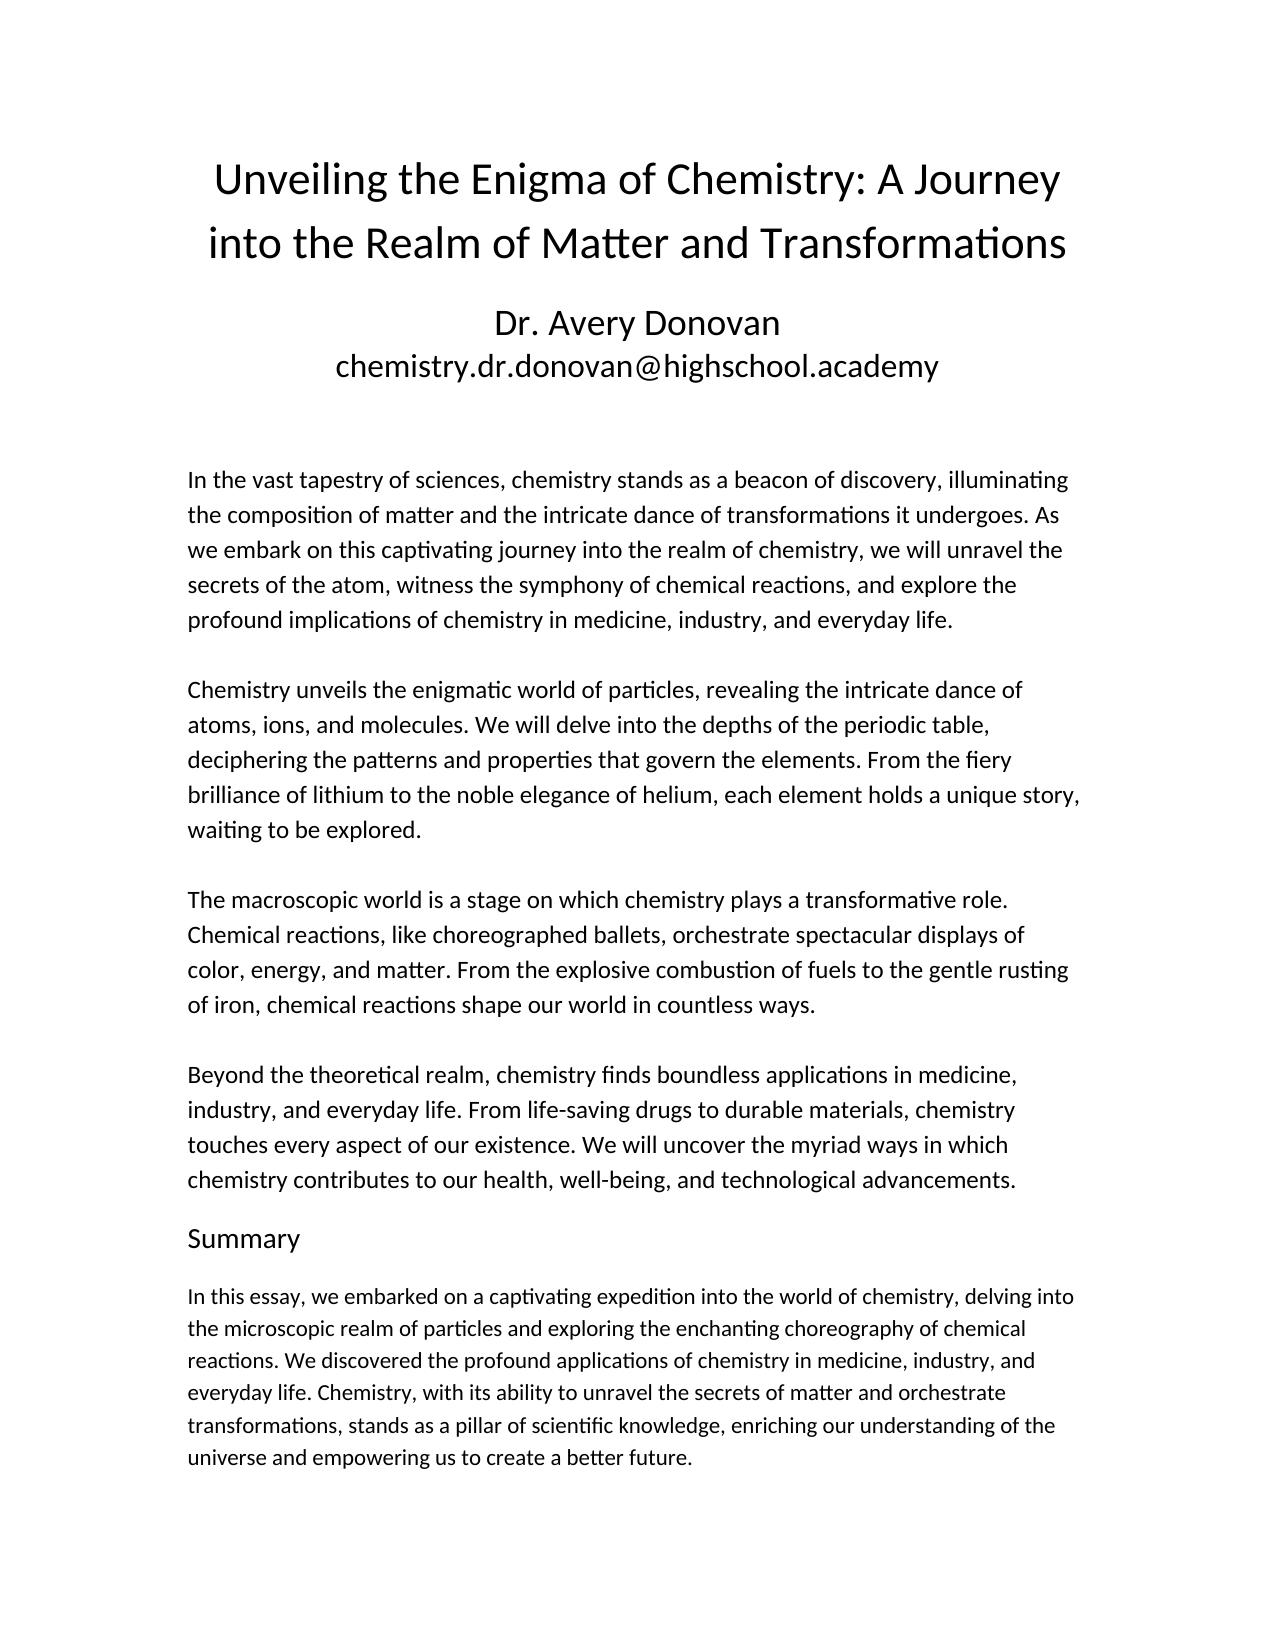 Unveiling the Enigma of Chemistry: A Journey
into the Realm of Matter and Transformations
Dr. Avery Donovan
chemistry.dr.donovan@highschool.academy
In the vast tapestry of sciences, chemistry stands as a beacon of discovery, illuminating
the composition of matter and the intricate dance of transformations it undergoes. As
we embark on this captivating journey into the realm of chemistry, we will unravel the
secrets of the atom, witness the symphony of chemical reactions, and explore the
profound implications of chemistry in medicine, industry, and everyday life.
Chemistry unveils the enigmatic world of particles, revealing the intricate dance of
atoms, ions, and molecules. We will delve into the depths of the periodic table,
deciphering the patterns and properties that govern the elements. From the fiery
brilliance of lithium to the noble elegance of helium, each element holds a unique story,
waiting to be explored.
The macroscopic world is a stage on which chemistry plays a transformative role.
Chemical reactions, like choreographed ballets, orchestrate spectacular displays of
color, energy, and matter. From the explosive combustion of fuels to the gentle rusting
of iron, chemical reactions shape our world in countless ways.
Beyond the theoretical realm, chemistry finds boundless applications in medicine,
industry, and everyday life. From life-saving drugs to durable materials, chemistry
touches every aspect of our existence. We will uncover the myriad ways in which
chemistry contributes to our health, well-being, and technological advancements.
Summary
In this essay, we embarked on a captivating expedition into the world of chemistry, delving into
the microscopic realm of particles and exploring the enchanting choreography of chemical
reactions. We discovered the profound applications of chemistry in medicine, industry, and
everyday life. Chemistry, with its ability to unravel the secrets of matter and orchestrate
transformations, stands as a pillar of scientific knowledge, enriching our understanding of the
universe and empowering us to create a better future.